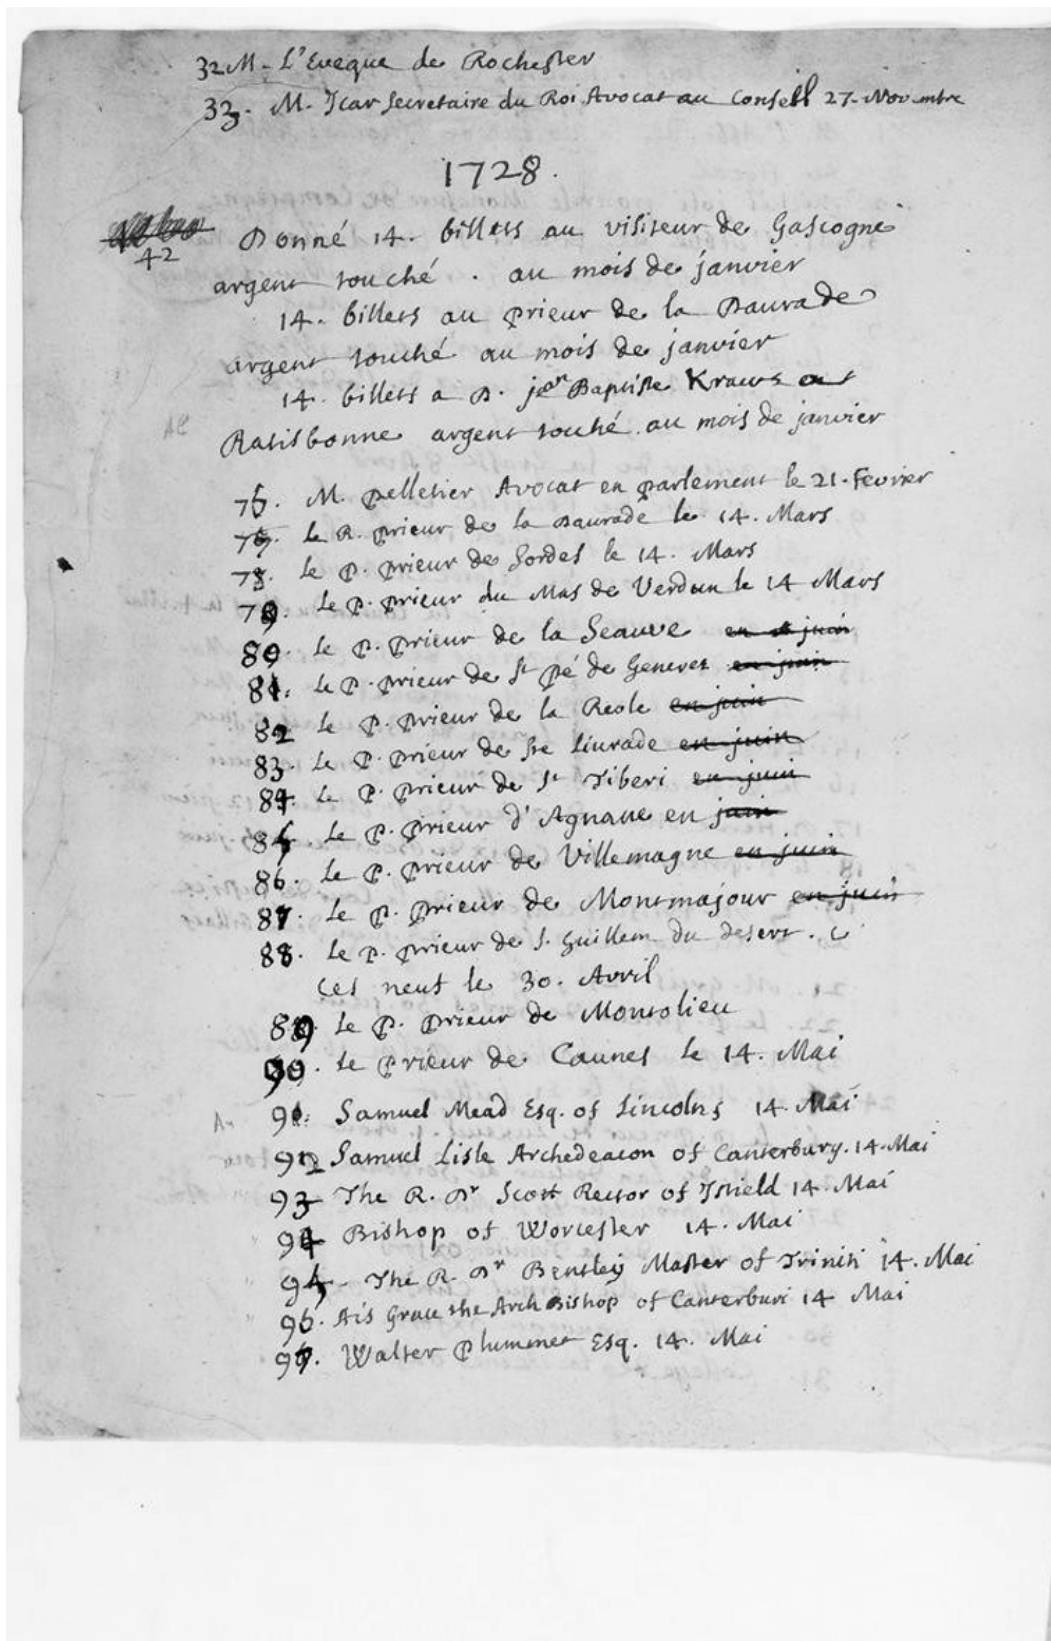 32 M. L'Eveque de Rochester
33. M. Icar secretaire du Roi Avocat au Conseil 27. Novembre
1728.
42
Donné 14. billets au visiteur de Gascogne
argent touché . au mois de janvier
14. billets au prieur de la Daurade
argent touché au mois de janvier
14. billets a D. jean Baptiste Kraus a
Ratisbonne argent touché. au mois de janvier
75. M. pelletier Avocat en parlement le 21. Fevrier
le R. prieur de la Daurade le 14. Mars
78. le P. prieur de Sordes le 14. Mars
79. le P. prieur du Mas de Verdun le 14 Mars
80. le P. prieur de la Seauve en juin
81. le P. prieur de St pé de Generez en juin
82 le P. prieur de la Reole en juin
83. le P. prieur de Ste Livrade en juin
84. le P. prieur de St Tiberi en juin
85. le P. prieur d'Agnane en juin
86. le P. prieur de Villemagne en juin
87. le P. prieur de Montmajour en juin
88. le P. prieur de S. Guillem du desert.
ces neuf le 30. Avril
89. le P. prieur de Montolieu
90. le prieur de Caunes le 14. Mai
91. Samuel Mead Esq. of Lincolns 14. Mai
92 Samuel Lisle Archedeacon of Canterbury. 14. Mai
93 The R. Dr Scott Rector of 14. Mai
94 Bishop of Worcester 14. Mai
95. The R. Dr Bentley Master of Triniti 14. Mai
96. His Grace the Arch Bishop of Canterburi 14 Mai
97. Walter Plummer Esq. 14. Mai